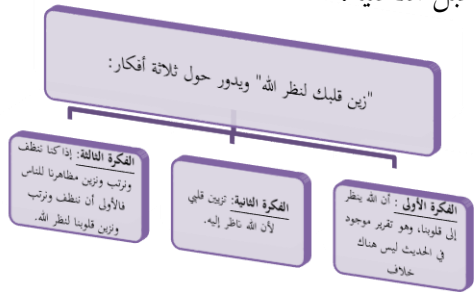 "زين قلبك لنظر الله" ويدور حول ثلاثة أفكار:
الفكرة الأولى : أن الله ينظر
إلى قلوبنا، وهو تقرير موجود
في الحديث ليس هناك
خلاف
الفكرة الثانية: تزيين قلبي
لأن الله ناظر إليه.
الفكرة الثالثة: إذا كنا ننظف
ونرتب ونزين مظاهرنا للناس
فالأولى أن ننظف ونرتب
ونزين قلوبنا لنظر الله.